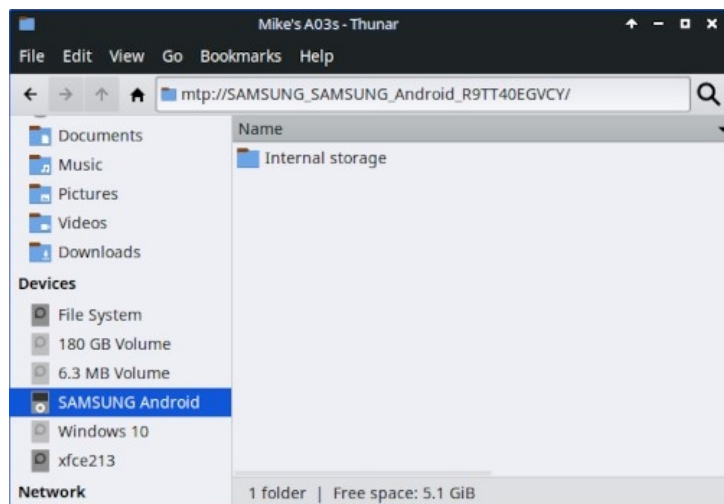 Mike's A03s - Thunar
File Edit View Go Bookmarks Help
mtp://SAMSUNG_SAMSUNG_Android_R9TT40EGVCY/
Documents
Music
Pictures
Videos
Downloads
Devices
File System
180 GB Volume
6.3 MB Volume
SAMSUNG Android
Windows 10
xfce213
Network
Name
Internal storage
1 folder | Free space: 5.1 GiB